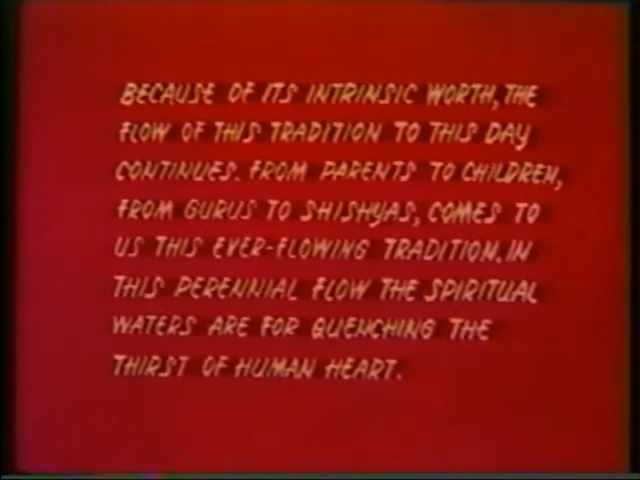 BECAUSE OF ITS INTRINSIC WORTH, THE
FLOW OF THIS TRADITION TO THIS DAY
CONTINUES. FROM PARENTS TO CHILDREN,
FROM GURUS TO SHISHYAS, COMES TO
US THIS EVER-FLOWING TRADITION. IN
THIS PERENNIAL FLOW THE SPIRITUAL
WATERS ARE FOR QUENCHING THE
THIRST OF HUMAN HEART.